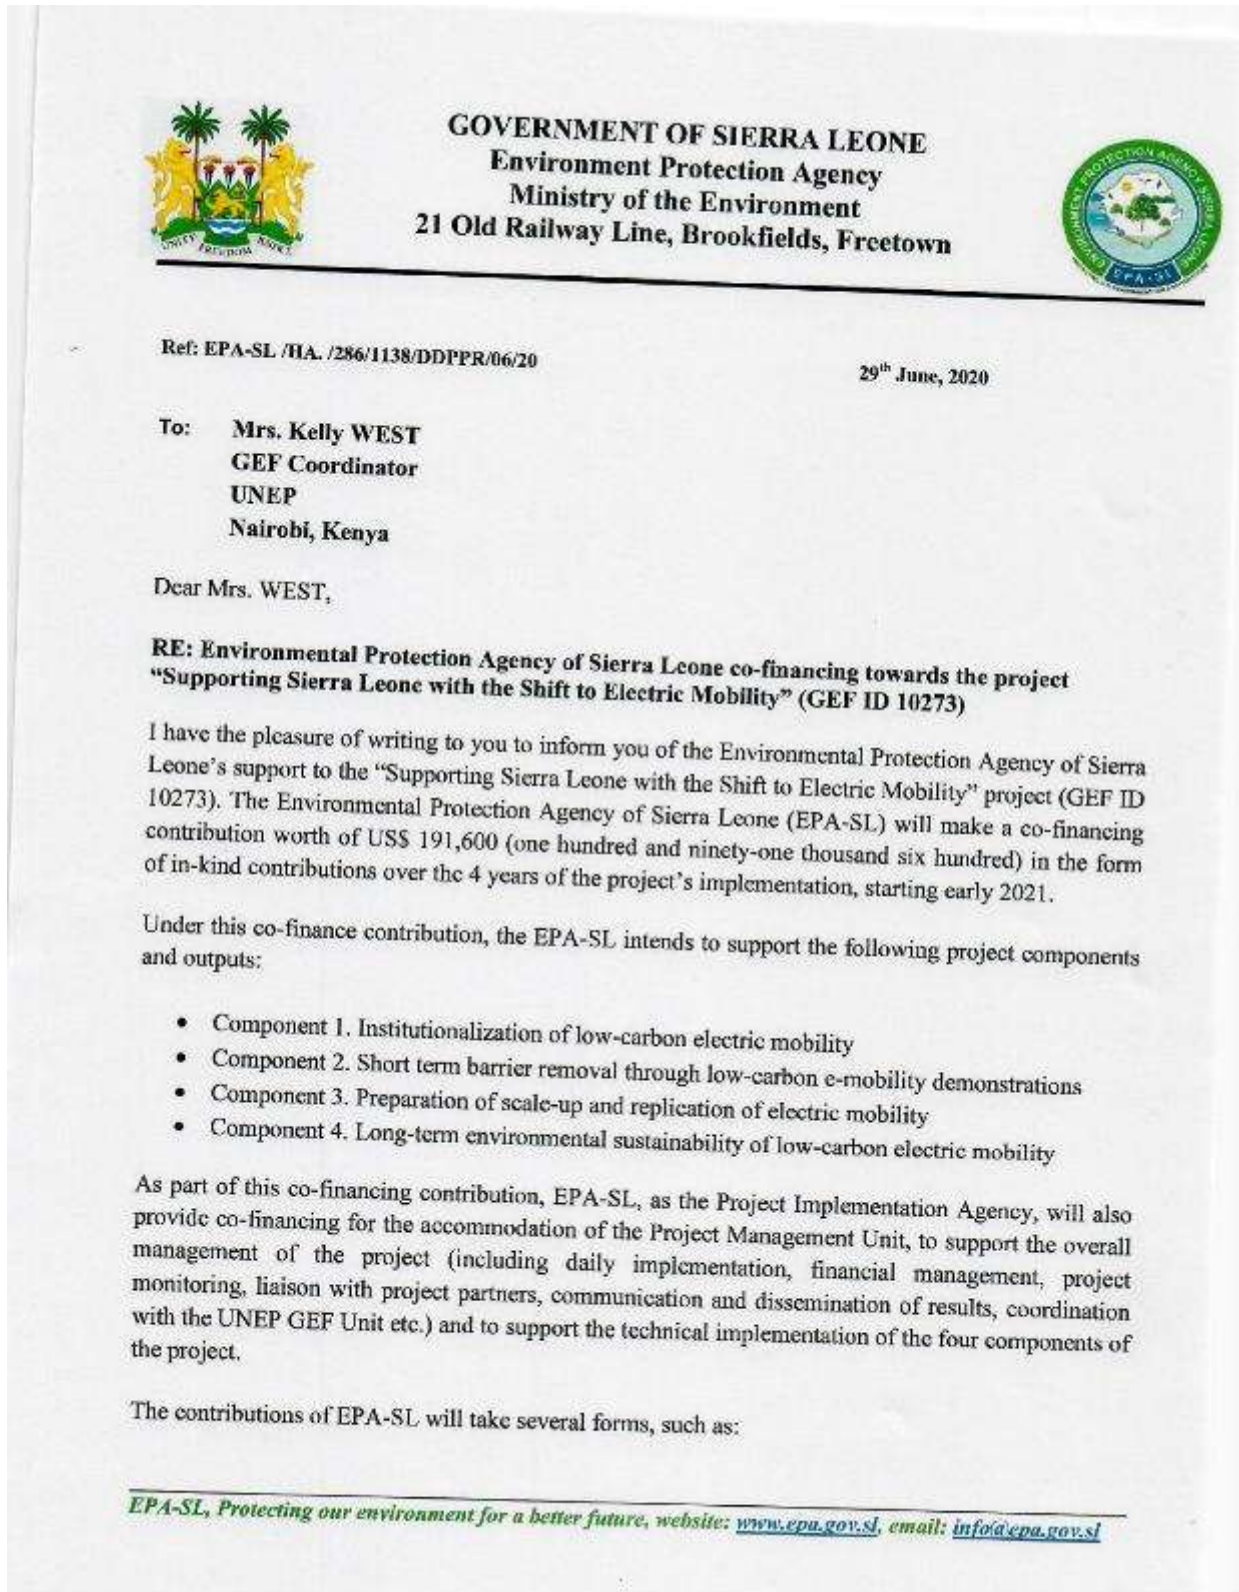 GOVERNMENT OF SIERRA LEONE
Environment Protection Agency
Ministry of the Environment
21 Old Railway Line, Brookfields, Freetown
UNITY FREEDOM JUSTICE
ENVIRONMENT PROTECTION AGENCY SIERRA LEONE
EPA-SL
Ref: EPA-SL /HA. /286/1138/DDPPR/06/20
29th June, 2020
To: Mrs. Kelly WEST
GEF Coordinator
UNEP
Nairobi, Kenya
Dear Mrs. WEST,
RE: Environmental Protection Agency of Sierra Leone co-financing towards the project
“Supporting Sierra Leone with the Shift to Electric Mobility” (GEF ID 10273)
I have the pleasure of writing to you to inform you of the Environmental Protection Agency of Sierra
Leone’s support to the “Supporting Sierra Leone with the Shift to Electric Mobility” project (GEF ID
10273). The Environmental Protection Agency of Sierra Leone (EPA-SL) will make a co-financing
contribution worth of US$ 191,600 (one hundred and ninety-one thousand six hundred) in the form
of in-kind contributions over the 4 years of the project’s implementation, starting early 2021.
Under this co-finance contribution, the EPA-SL intends to support the following project components
and outputs:
• Component 1. Institutionalization of low-carbon electric mobility
• Component 2. Short term barrier removal through low-carbon e-mobility demonstrations
• Component 3. Preparation of scale-up and replication of electric mobility
• Component 4. Long-term environmental sustainability of low-carbon electric mobility
As part of this co-financing contribution, EPA-SL, as the Project Implementation Agency, will also
provide co-financing for the accommodation of the Project Management Unit, to support the overall
management of the project (including daily implementation, financial management, project
monitoring, liaison with project partners, communication and dissemination of results, coordination
with the UNEP GEF Unit etc.) and to support the technical implementation of the four components of
the project.
The contributions of EPA-SL will take several forms, such as:
EPA-SL, Protecting our environment for a better future, website: www.epa.gov.sl, email: info@epa.gov.sl